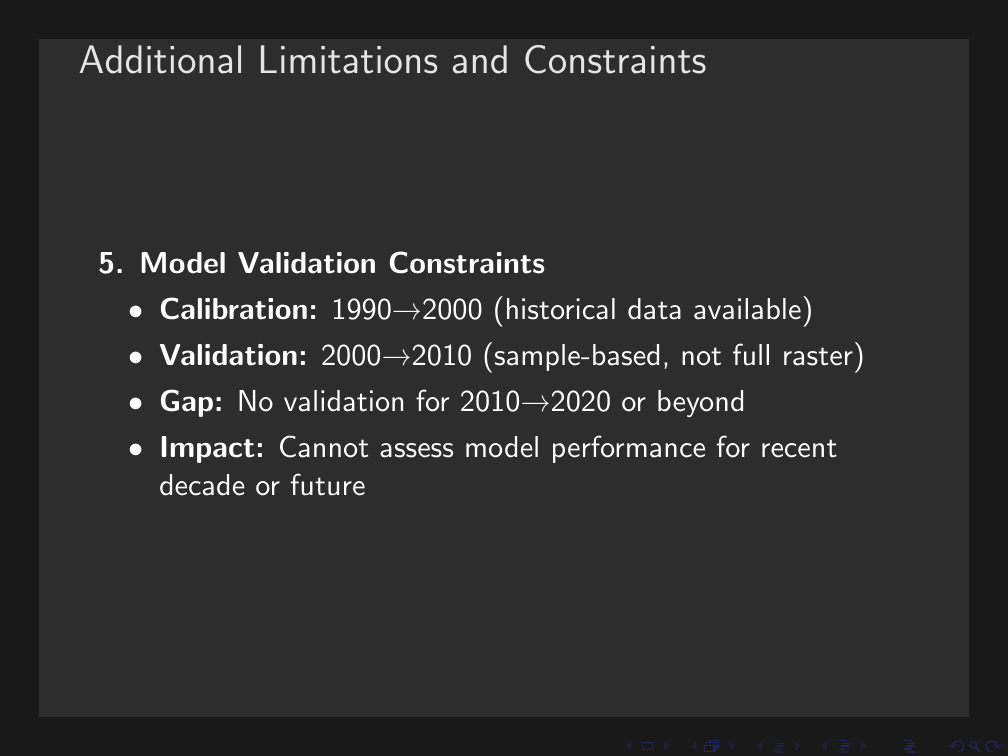 Additional Limitations and Constraints
5. Model Validation Constraints
• Calibration: 1990→2000 (historical data available)
• Validation: 2000→2010 (sample-based, not full raster)
• Gap: No validation for 2010→2020 or beyond
• Impact: Cannot assess model performance for recent
decade or future